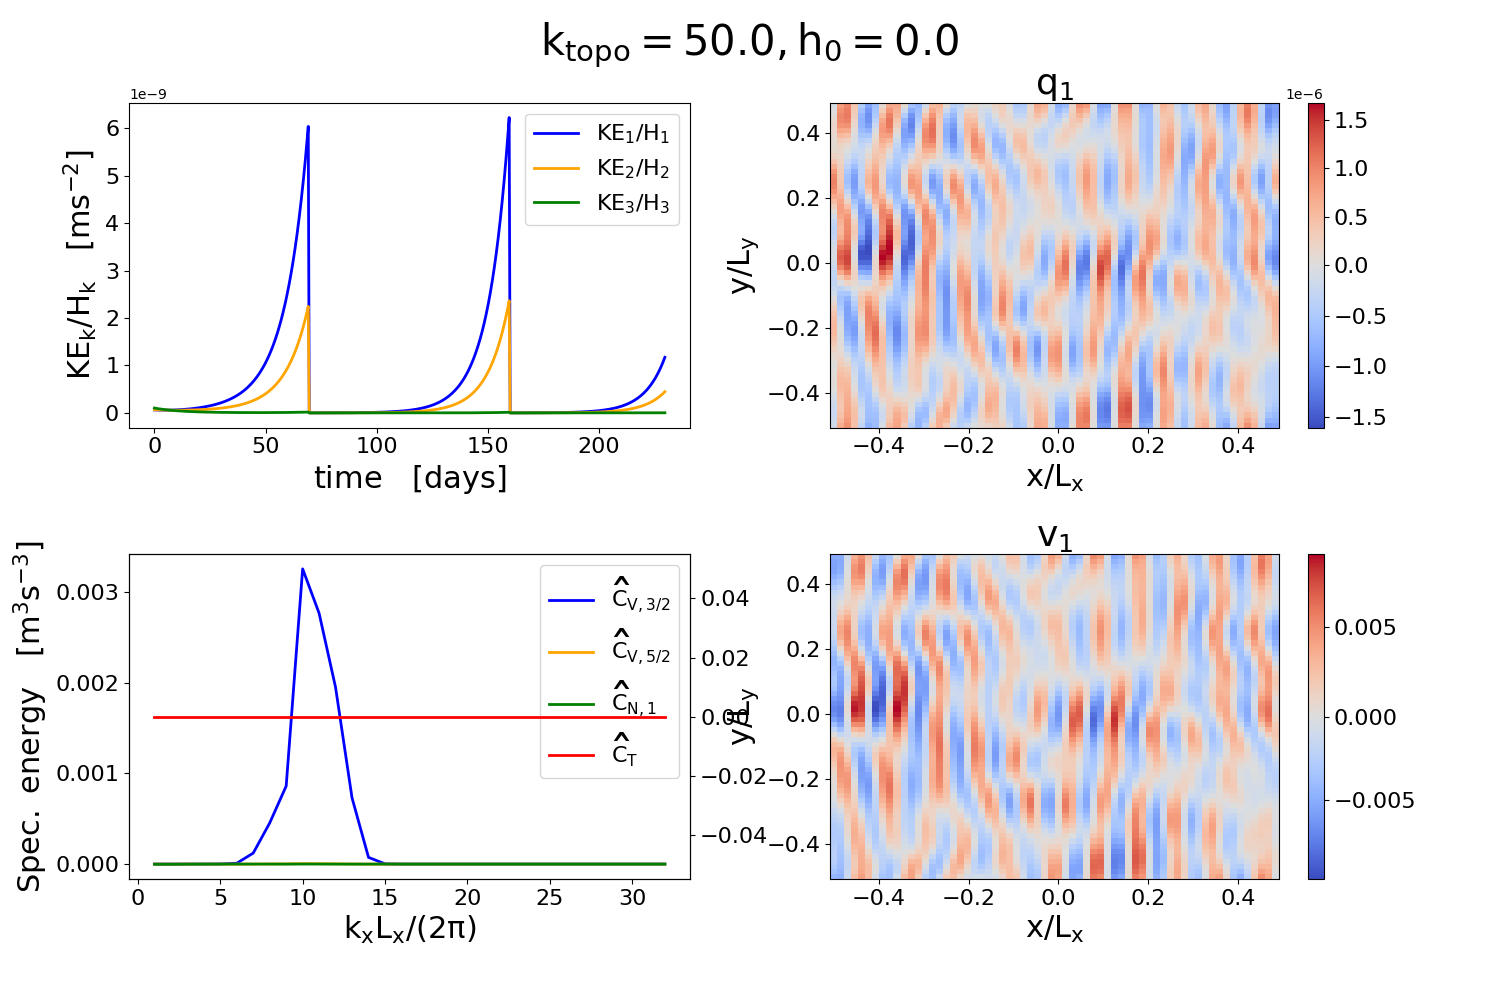 k_topo = 50.0, h_0 = 0.0
1e−9
KE_k/H_k [ms^−2]
6
5
4
3
2
1
0
KE_1/H_1
KE_2/H_2
KE_3/H_3
0 50 100 150 200
time [days]
q_1
1e−6
y/L_y
0.4
0.2
0.0
−0.2
−0.4
−0.4 −0.2 0.0 0.2 0.4
x/L_x
1.5
1.0
0.5
0.0
−0.5
−1.0
−1.5
Spec. energy [m^3s^−3]
0.003
0.002
0.001
0.000
Ĉ_V,3/2
Ĉ_V,5/2
Ĉ_N,1
Ĉ_T
0.04
0.02
0.00
−0.02
−0.04
0 5 10 15 20 25 30
k_xL_x/(2π)
v_1
y/L_y
0.4
0.2
0.0
−0.2
−0.4
−0.4 −0.2 0.0 0.2 0.4
x/L_x
0.005
0.000
−0.005